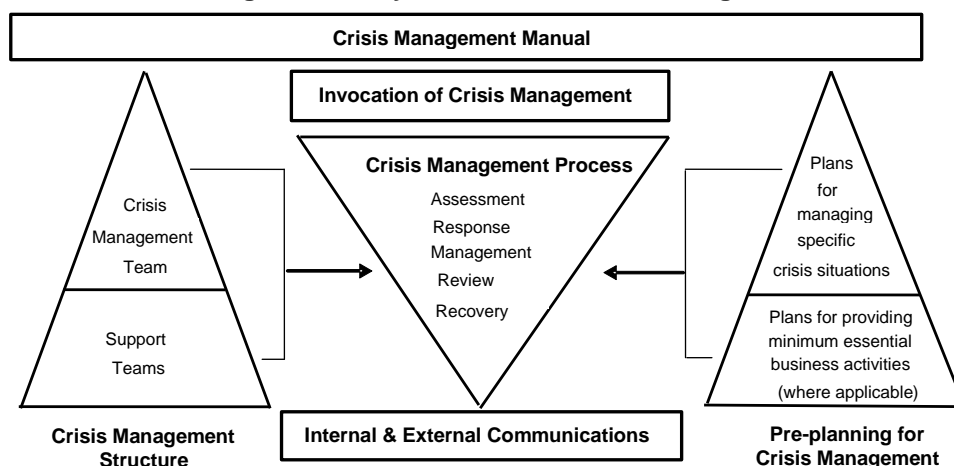 Crisis Management Manual
Invocation of Crisis Management
Crisis Management Process
Assessment
Response
Management
Review
Recovery
Crisis
Management
Team
Support
Teams
Crisis Management
Structure
Plans
for
managing
specific
crisis situations
Plans for providing
minimum essential
business activities
(where applicable)
Internal & External Communications
Pre-planning for
Crisis Management